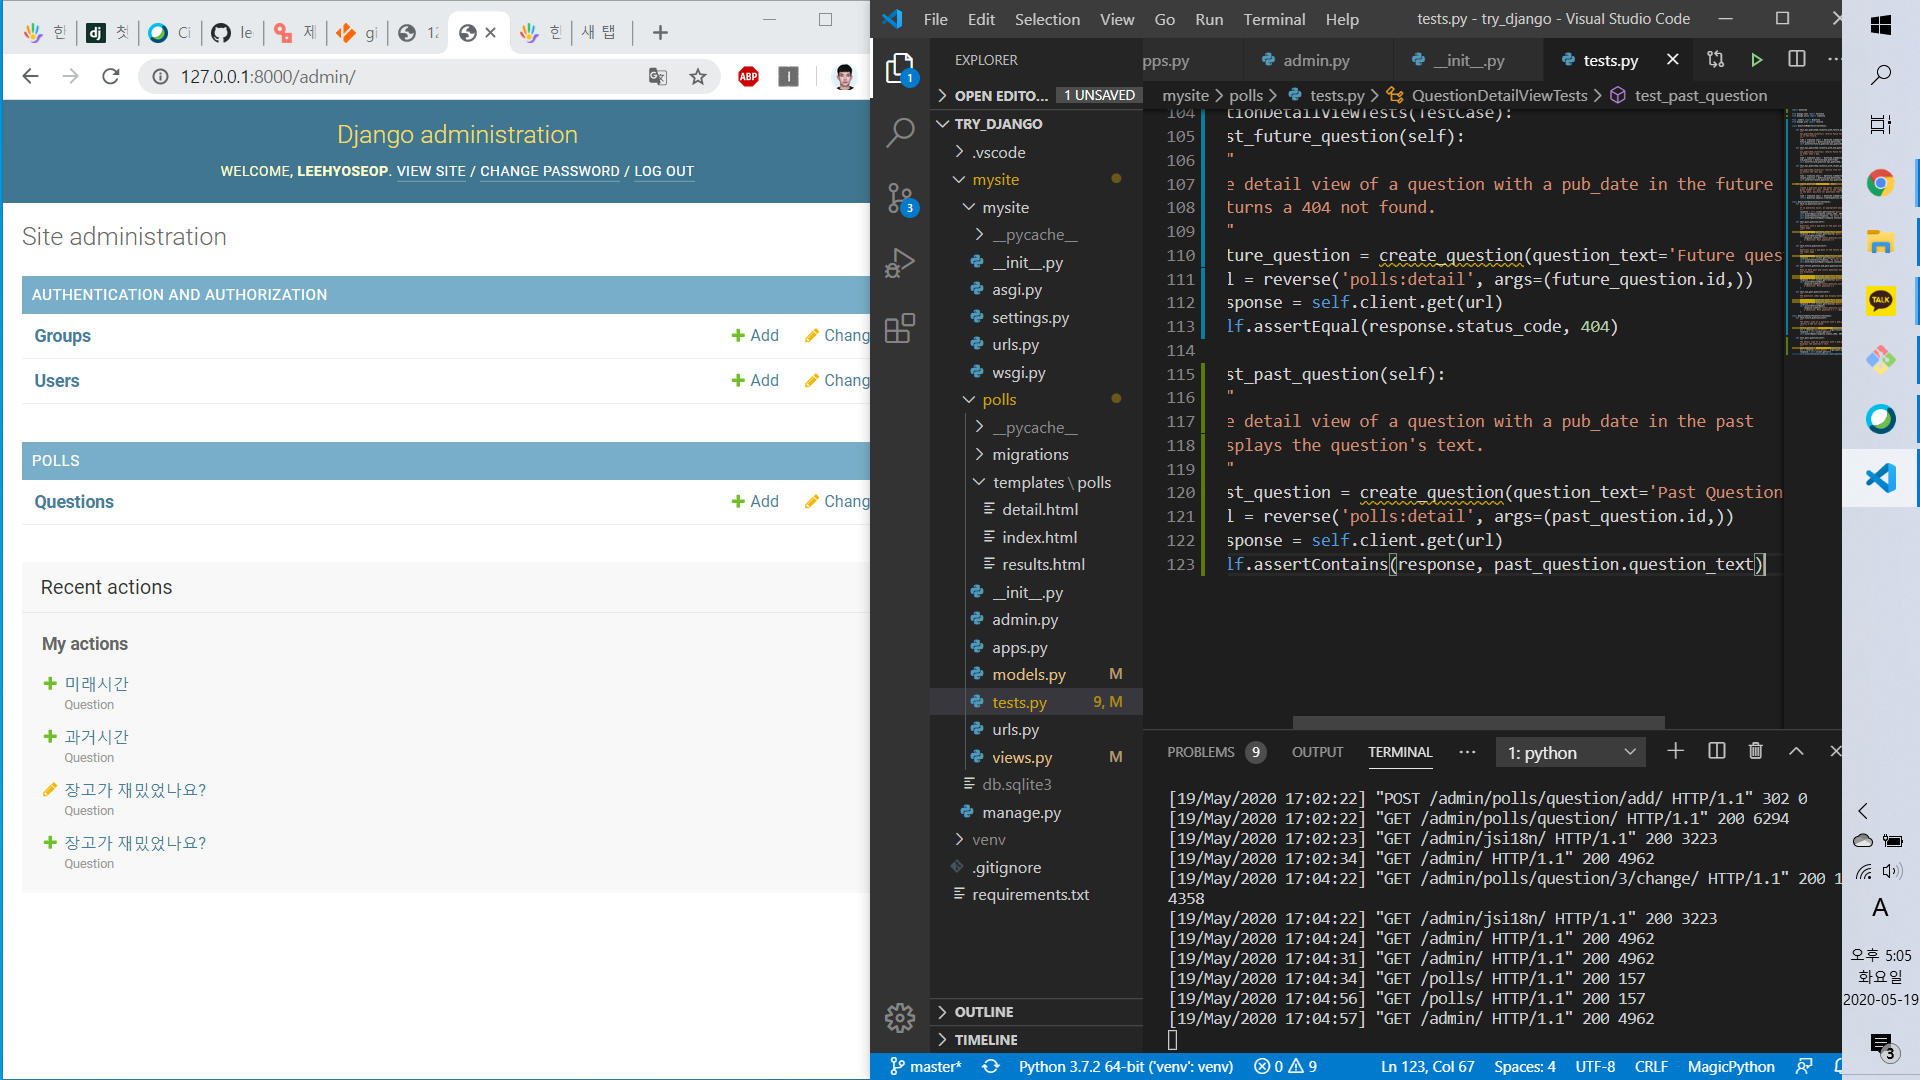 한
첫
Ci
le
제
gi
12
한
새 탭
127.0.0.1:8000/admin/
ABP
Django administration
WELCOME, LEEHYOSEOP. VIEW SITE / CHANGE PASSWORD / LOG OUT
Site administration
AUTHENTICATION AND AUTHORIZATION
Groups Add Chang
Users Add Chang
POLLS
Questions Add Chang
Recent actions
My actions
미래시간
Question
과거시간
Question
장고가 재밌었나요?
Question
장고가 재밌었나요?
Question
File Edit Selection View Go Run Terminal Help tests.py - try_django - Visual Studio Code
EXPLORER
OPEN EDITO... 1 UNSAVED
TRY_DJANGO
.vscode
mysite
mysite
__pycache__
__init__.py
asgi.py
settings.py
urls.py
wsgi.py
polls
__pycache__
migrations
templates \ polls
detail.html
index.html
results.html
__init__.py
admin.py
apps.py
models.py M
tests.py 9, M
urls.py
views.py M
db.sqlite3
manage.py
venv
.gitignore
requirements.txt
OUTLINE
TIMELINE
1
3
pps.py admin.py __init__.py tests.py
mysite > polls > tests.py > QuestionDetailViewTests > test_past_question
104 tionDetailViewTests(TestCase):
105 st_future_question(self):
106 "
107 e detail view of a question with a pub_date in the future
108 turns a 404 not found.
109 "
110 ture_question = create_question(question_text='Future ques
111 l = reverse('polls:detail', args=(future_question.id,))
112 sponse = self.client.get(url)
113 lf.assertEqual(response.status_code, 404)
114
115 st_past_question(self):
116 "
117 e detail view of a question with a pub_date in the past
118 splays the question's text.
119 "
120 st_question = create_question(question_text='Past Question
121 l = reverse('polls:detail', args=(past_question.id,))
122 sponse = self.client.get(url)
123 lf.assertContains(response, past_question.question_text)
PROBLEMS 9 OUTPUT TERMINAL ... 1: python
[19/May/2020 17:02:22] "POST /admin/polls/question/add/ HTTP/1.1" 302 0
[19/May/2020 17:02:22] "GET /admin/polls/question/ HTTP/1.1" 200 6294
[19/May/2020 17:02:23] "GET /admin/jsi18n/ HTTP/1.1" 200 3223
[19/May/2020 17:02:34] "GET /admin/ HTTP/1.1" 200 4962
[19/May/2020 17:04:22] "GET /admin/polls/question/3/change/ HTTP/1.1" 200 1
4358
[19/May/2020 17:04:22] "GET /admin/jsi18n/ HTTP/1.1" 200 3223
[19/May/2020 17:04:24] "GET /admin/ HTTP/1.1" 200 4962
[19/May/2020 17:04:31] "GET /admin/ HTTP/1.1" 200 4962
[19/May/2020 17:04:34] "GET /polls/ HTTP/1.1" 200 157
[19/May/2020 17:04:56] "GET /polls/ HTTP/1.1" 200 157
[19/May/2020 17:04:57] "GET /admin/ HTTP/1.1" 200 4962
master* Python 3.7.2 64-bit ('venv': venv) 0 9 Ln 123, Col 67 Spaces: 4 UTF-8 CRLF MagicPython
TALK
A
오후 5:05
화요일
2020-05-19
3